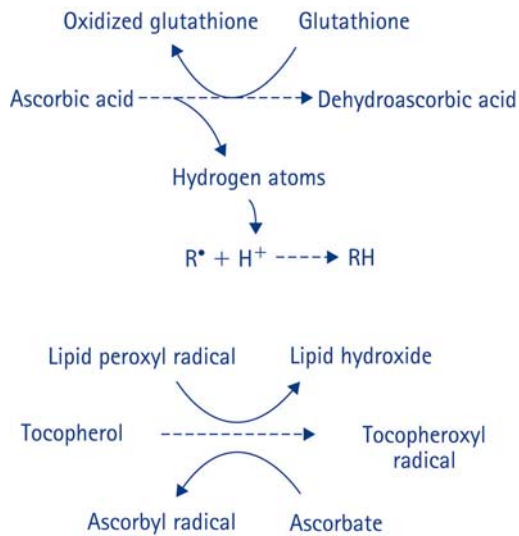 Oxidized glutathione Glutathione
Ascorbic acid Dehydroascorbic acid
Hydrogen atoms
R• + H⁺ RH
Lipid peroxyl radical Lipid hydroxide
Tocopherol Tocopheroxyl
radical
Ascorbyl radical Ascorbate